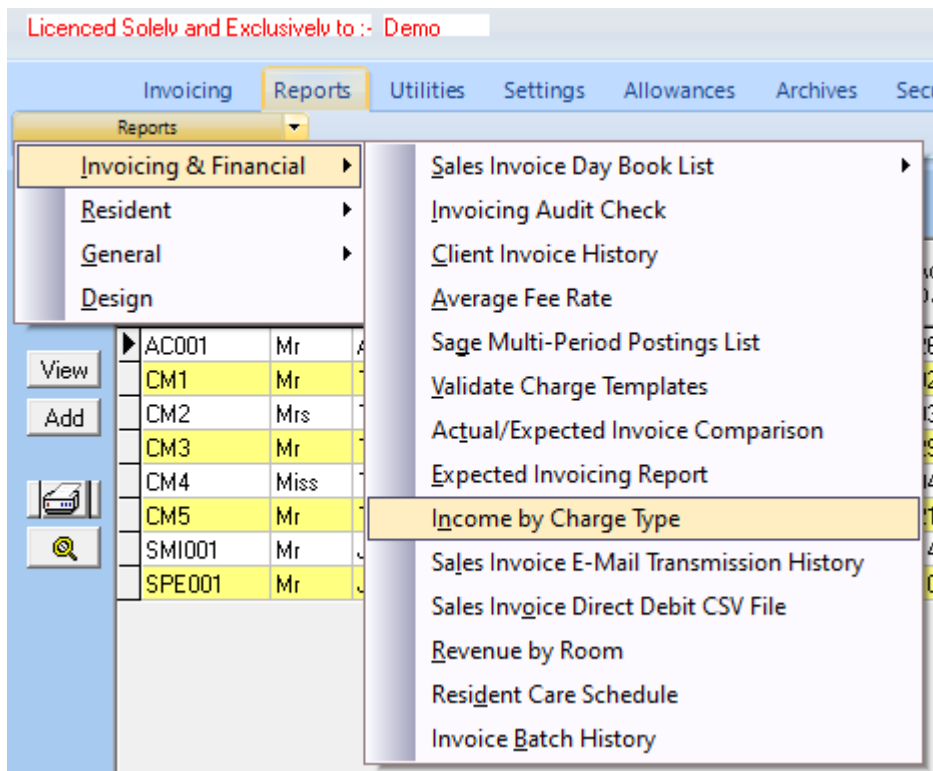 Licenced Solely and Exclusively to :- Demo
Invoicing Reports Utilities Settings Allowances Archives
Reports
Invoicing & Financial
Resident
General
Design
Sales Invoice Day Book List
Invoicing Audit Check
Client Invoice History
Average Fee Rate
Sage Multi-Period Postings List
Validate Charge Templates
Actual/Expected Invoice Comparison
Expected Invoicing Report
Income by Charge Type
Sales Invoice E-Mail Transmission History
Sales Invoice Direct Debit CSV File
Revenue by Room
Resident Care Schedule
Invoice Batch History
View
Add
AC001 Mr
CM1 Mr
CM2 Mrs
CM3 Mr
CM4 Miss
CM5 Mr
SMI001 Mr
SPE001 Mr